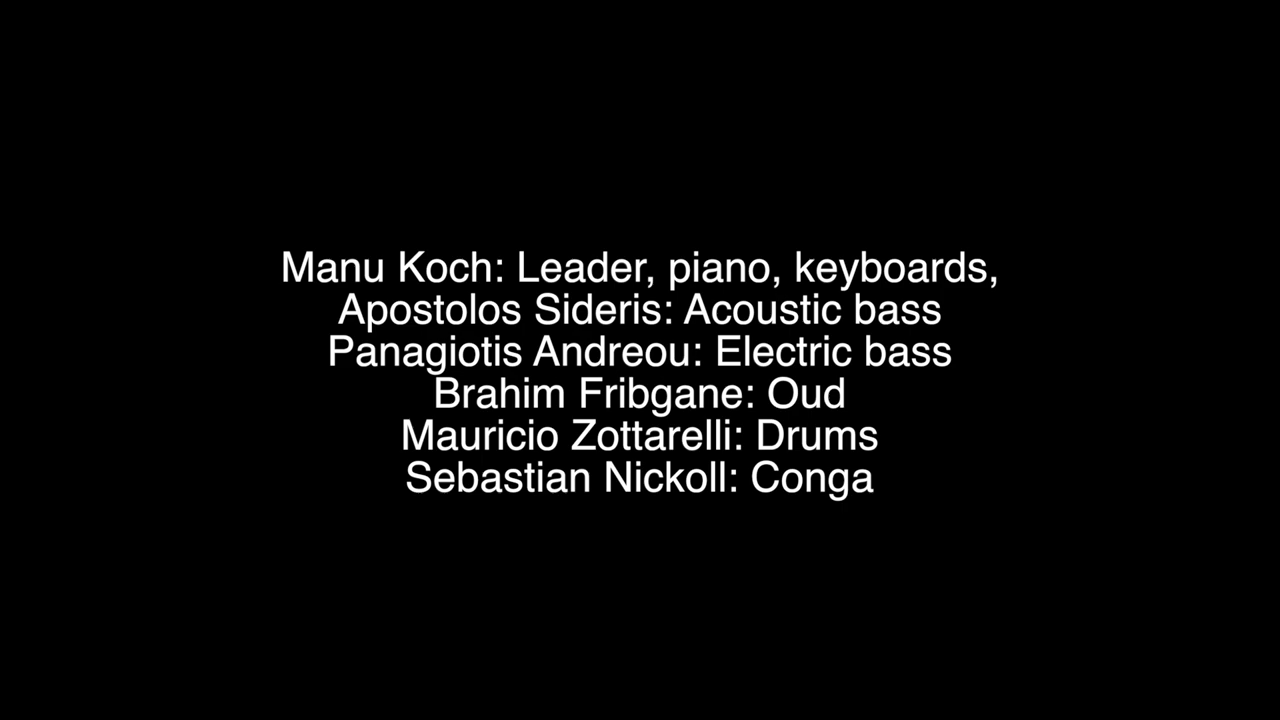 Manu Koch: Leader, piano, keyboards,
Apostolos Sideris: Acoustic bass
Panagiotis Andreou: Electric bass
Brahim Fribgane: Oud
Mauricio Zottarelli: Drums
Sebastian Nickoll: Conga